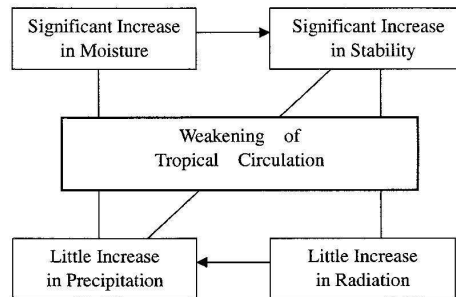 Significant Increase
in Moisture
Significant Increase
in Stability
Weakening of
Tropical Circulation
Little Increase
in Precipitation
Little Increase
in Radiation